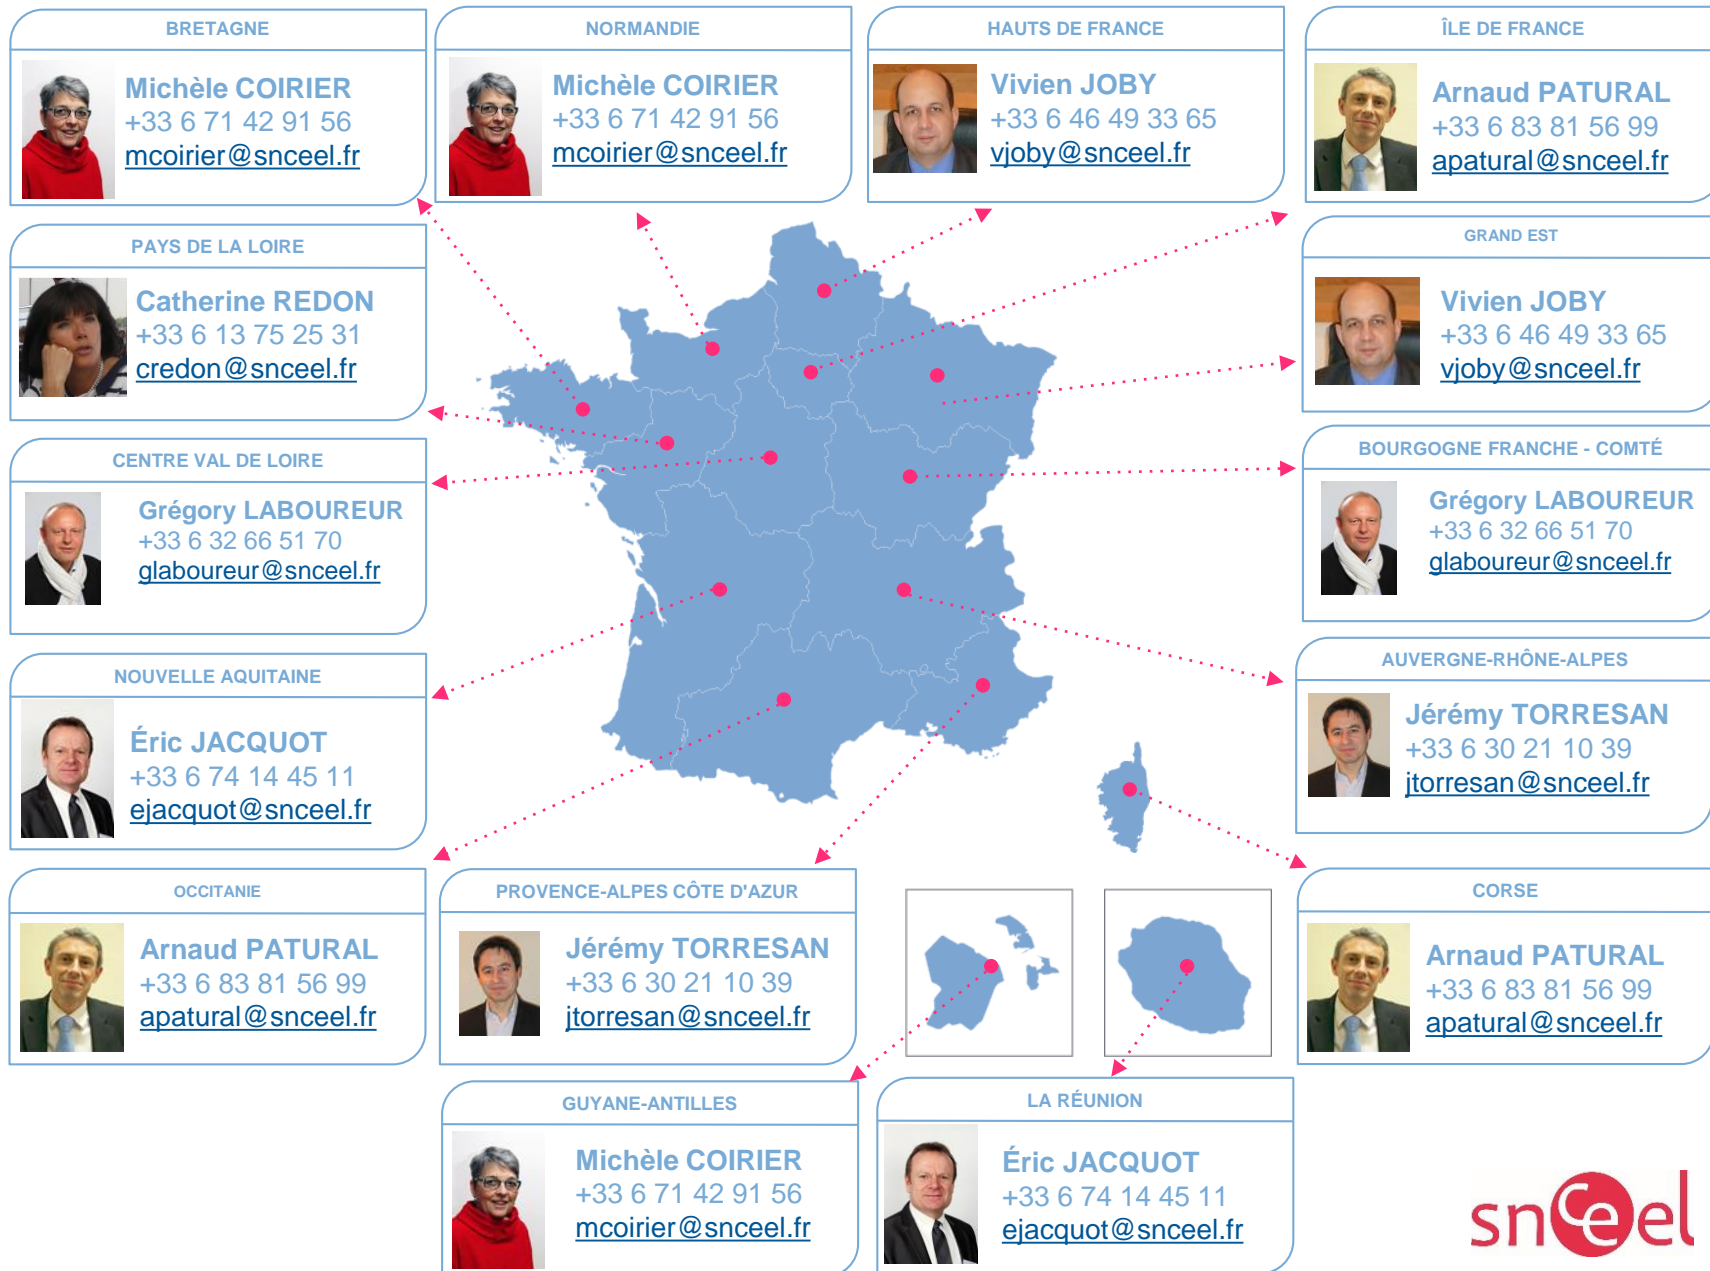 BRETAGNE
Michèle COIRIER
+33 6 71 42 91 56
mcoirier@snceel.fr
NORMANDIE
Michèle COIRIER
+33 6 71 42 91 56
mcoirier@snceel.fr
HAUTS DE FRANCE
Vivien JOBY
+33 6 46 49 33 65
vjoby@snceel.fr
ÎLE DE FRANCE
Arnaud PATURAL
+33 6 83 81 56 99
apatural@snceel.fr
PAYS DE LA LOIRE
Catherine REDON
+33 6 13 75 25 31
credon@snceel.fr
GRAND EST
Vivien JOBY
+33 6 46 49 33 65
vjoby@snceel.fr
CENTRE VAL DE LOIRE
Grégory LABOUREUR
+33 6 32 66 51 70
glaboureur@snceel.fr
BOURGOGNE FRANCHE - COMTÉ
Grégory LABOUREUR
+33 6 32 66 51 70
glaboureur@snceel.fr
NOUVELLE AQUITAINE
Éric JACQUOT
+33 6 74 14 45 11
ejacquot@snceel.fr
AUVERGNE-RHÔNE-ALPES
Jérémy TORRESAN
+33 6 30 21 10 39
jtorresan@snceel.fr
OCCITANIE
Arnaud PATURAL
+33 6 83 81 56 99
apatural@snceel.fr
PROVENCE-ALPES CÔTE D'AZUR
Jérémy TORRESAN
+33 6 30 21 10 39
jtorresan@snceel.fr
CORSE
Arnaud PATURAL
+33 6 83 81 56 99
apatural@snceel.fr
GUYANE-ANTILLES
Michèle COIRIER
+33 6 71 42 91 56
mcoirier@snceel.fr
LA RÉUNION
Éric JACQUOT
+33 6 74 14 45 11
ejacquot@snceel.fr
snceel